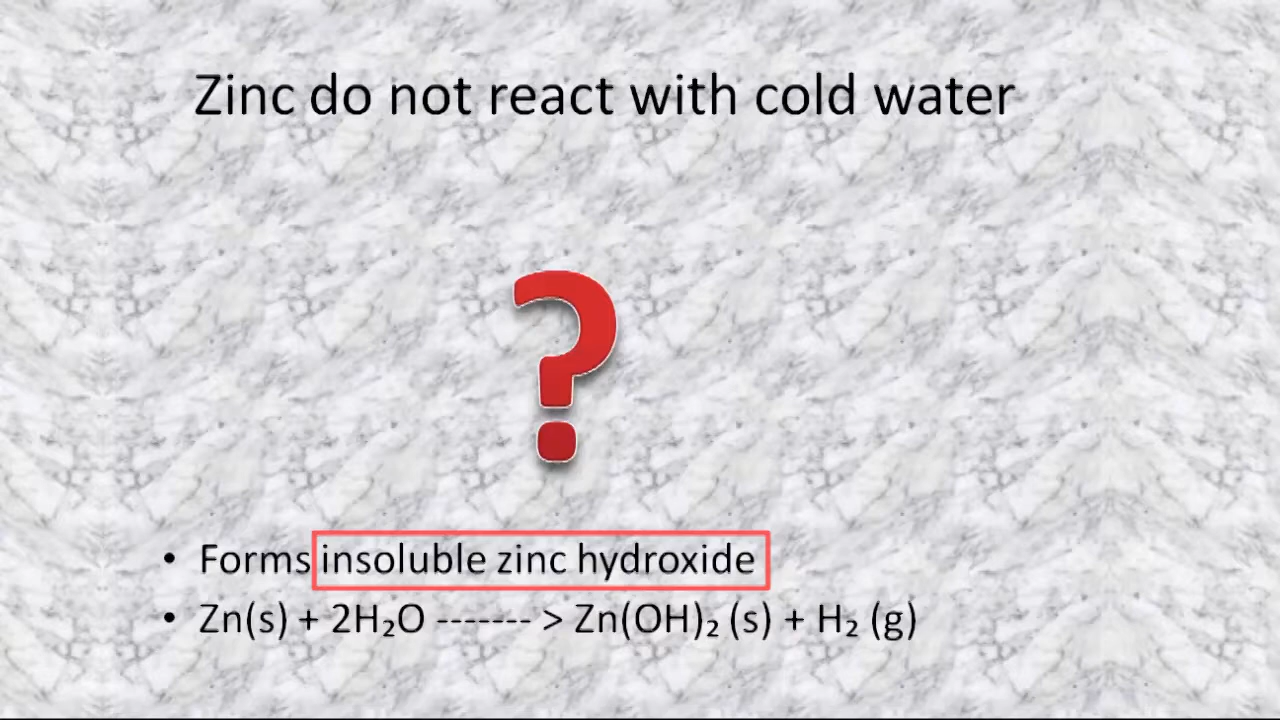 Zinc do not react with cold water
?
• Forms insoluble zinc hydroxide
• Zn(s) + 2H₂O ------- > Zn(OH)₂ (s) + H₂ (g)